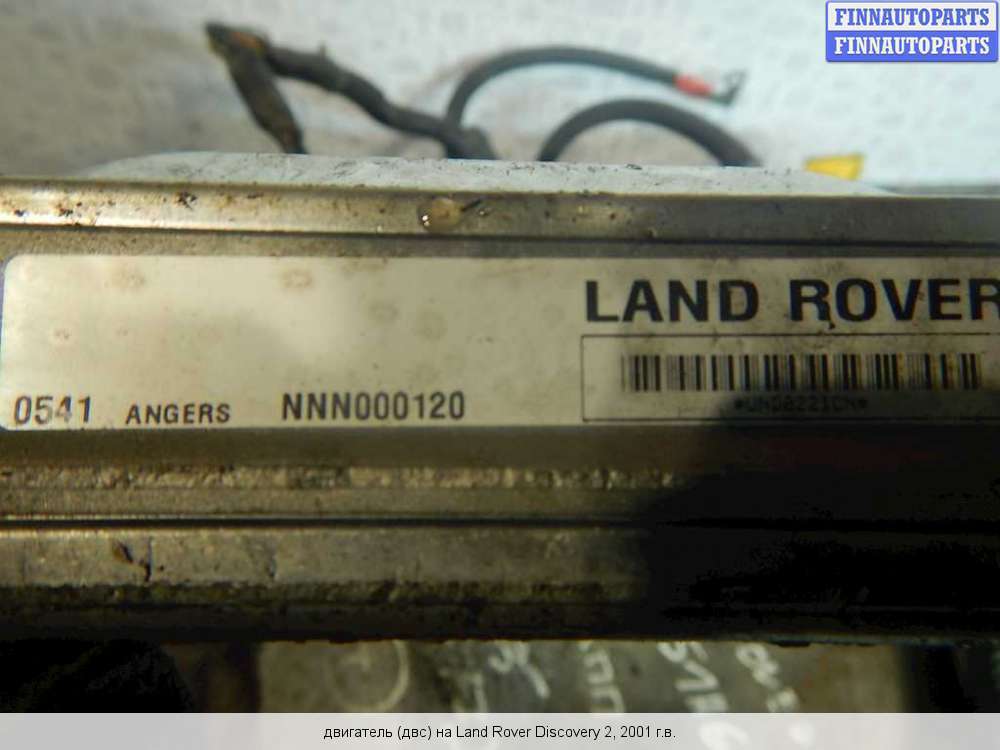 FINNAUTOPARTS
FINNAUTOPARTS
LAND ROVER
0541 ANGERS NNN000120
двигатель (двс) на Land Rover Discovery 2, 2001 г.в.